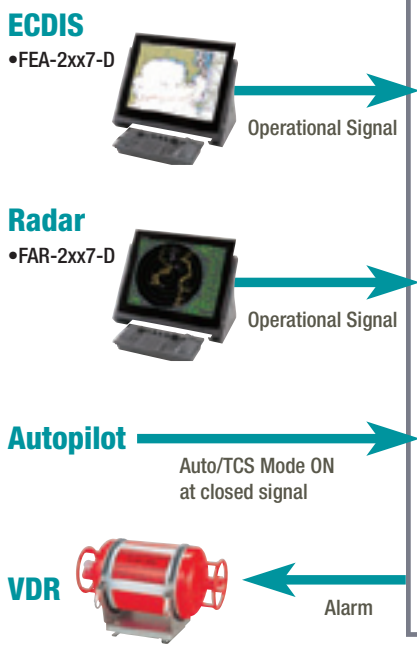 ECDIS
•FEA-2xx7-D
Operational Signal
Radar
•FAR-2xx7-D
Operational Signal
Autopilot
Auto/TCS Mode ON
at closed signal
VDR
Alarm